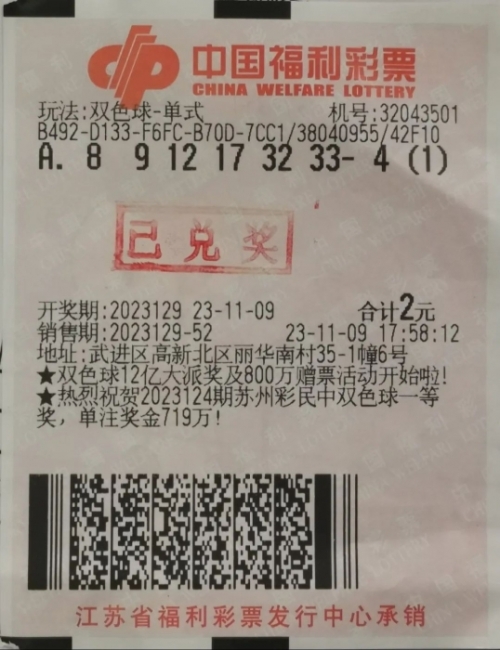 中国福利彩票
CHINA WELFARE LOTTERY
玩法:双色球-单式 机号:32043501
B492-D133-F6FC-B70D-7CC1/38040955/42F10
A. 8 9 12 17 32 33- 4 (1)
已兑奖
开奖期:2023129 23-11-09 合计2元
销售期:2023129-52 23-11-09 17:58:12
地址:武进区高新北区丽华南村35-1幢6号
★双色球12亿大派奖及800万赠票活动开始啦!
★热烈祝贺2023124期苏州彩民中双色球一等
奖，单注奖金719万!
江苏省福利彩票发行中心承销